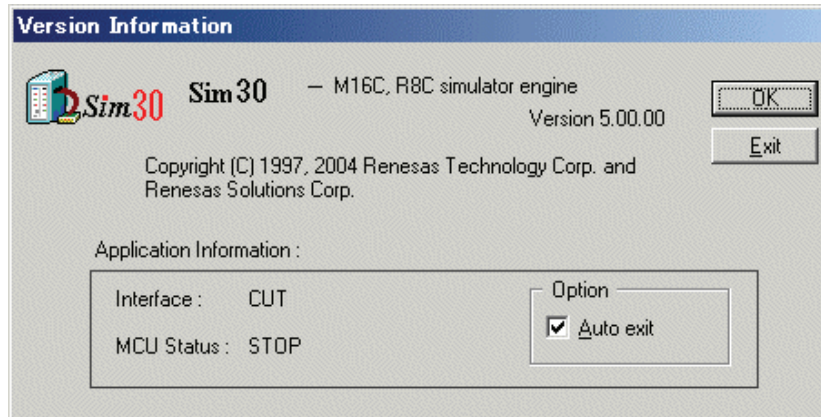 Version Information
Sim30
Sim30 – M16C, R8C simulator engine
Version 5.00.00
OK
Exit
Copyright (C) 1997, 2004 Renesas Technology Corp. and
Renesas Solutions Corp.
Application Information :
Interface : CUT
MCU Status : STOP
Option
Auto exit